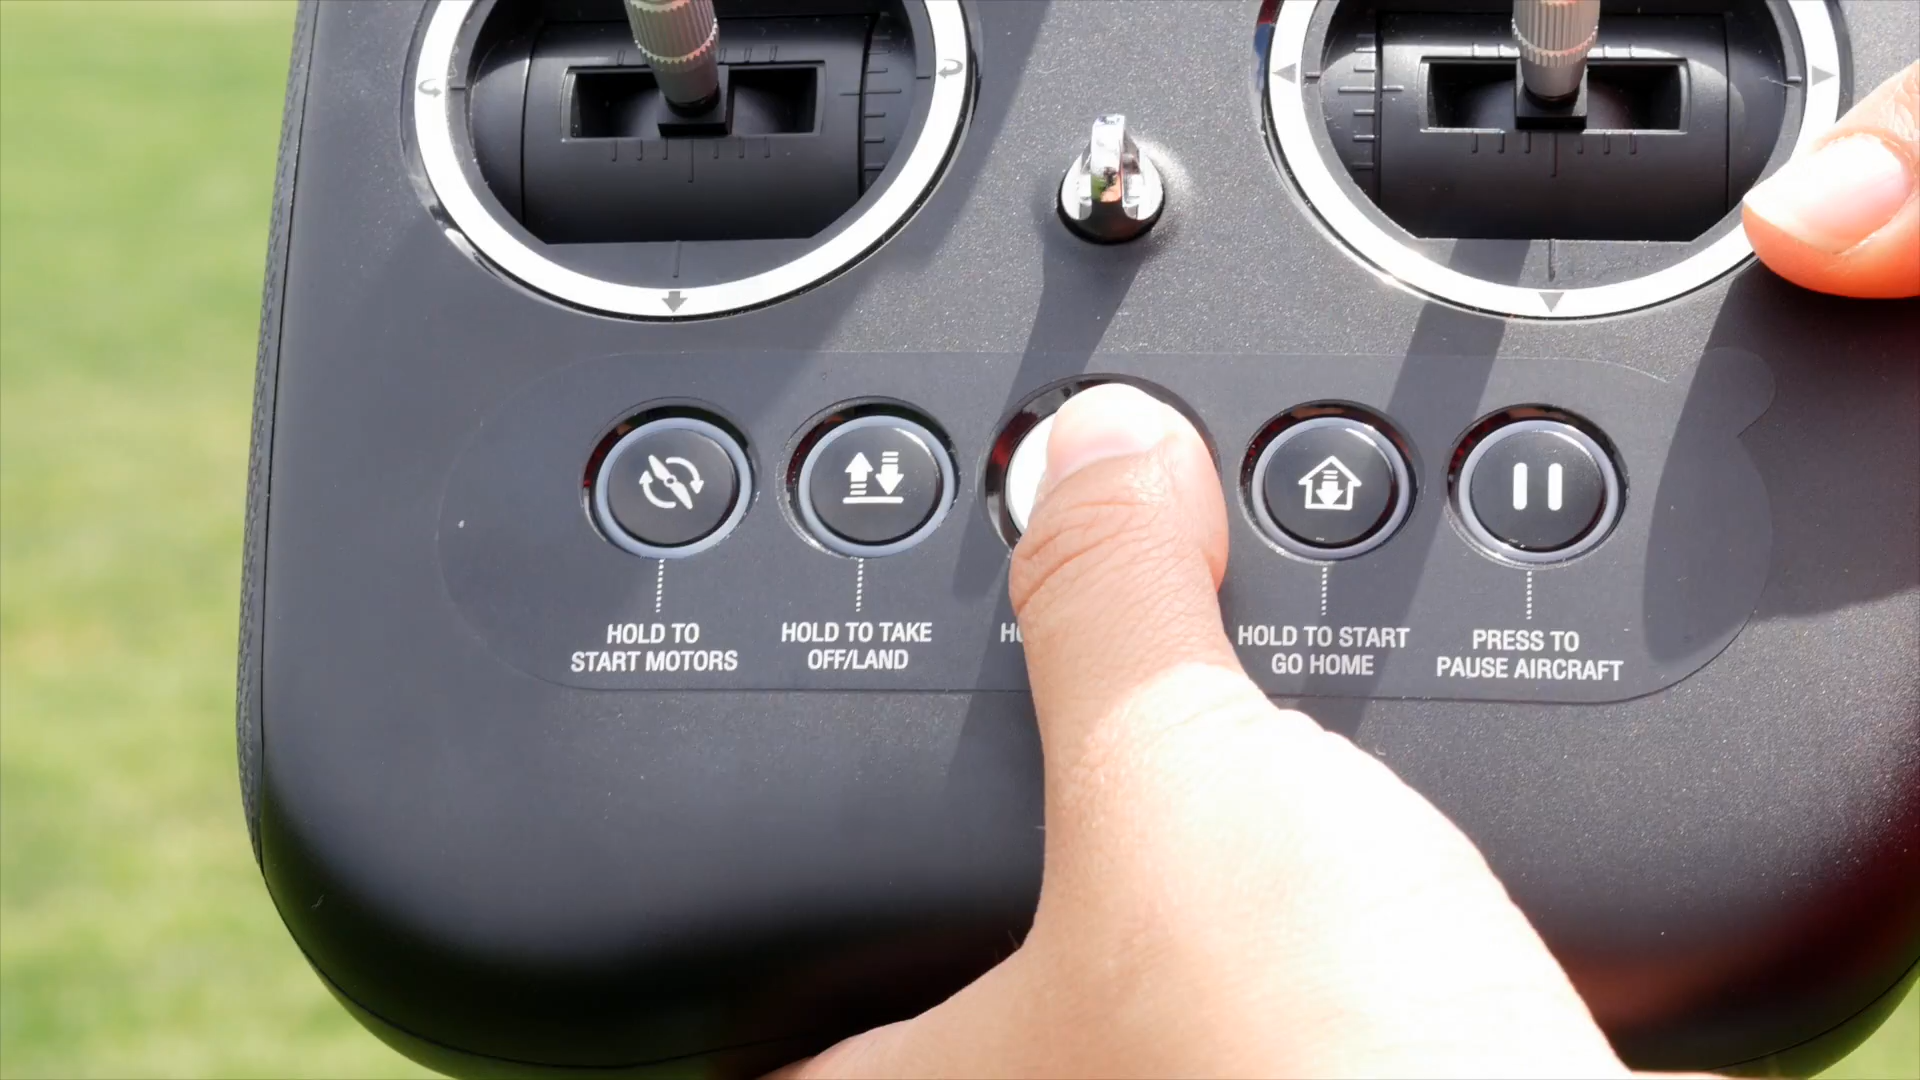 HOLD TO
START MOTORS
HOLD TO TAKE
OFF/LAND
HOLD TO START
GO HOME
PRESS TO
PAUSE AIRCRAFT